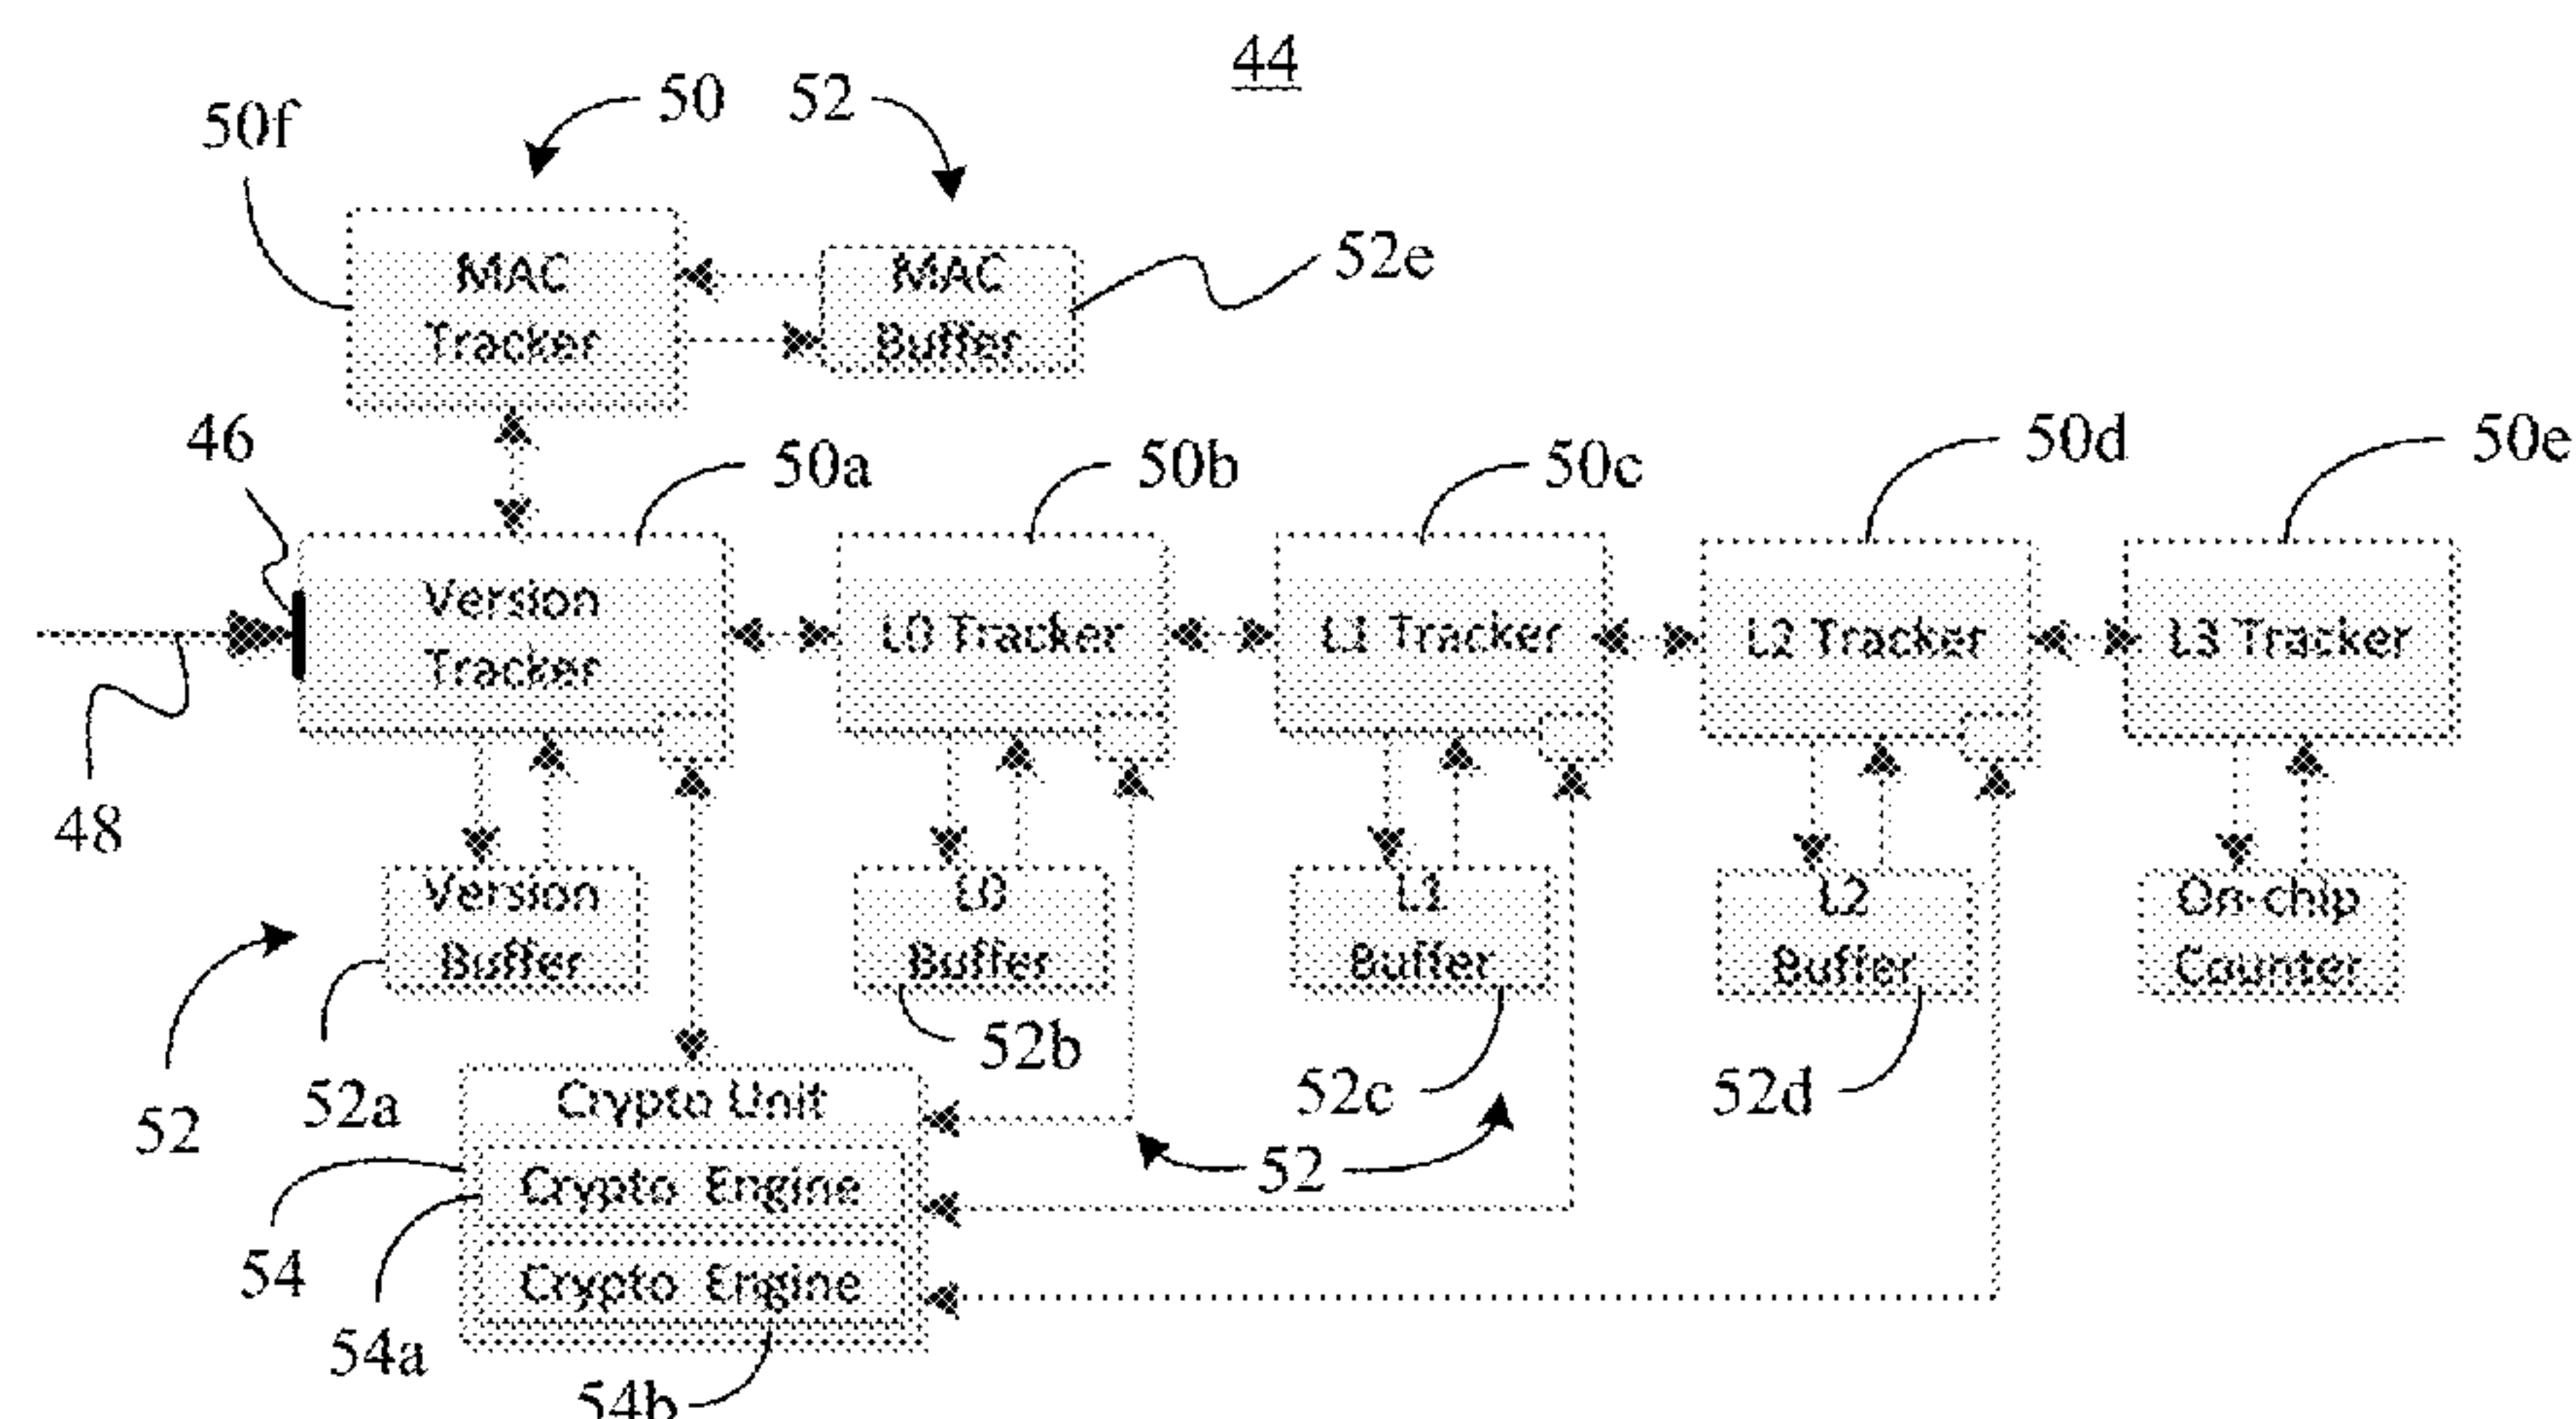 44
50f
50
52
MAC
Tracker
MAC
Buffer
52e
46
50a
50b
50c
50d
50e
Version
Tracker
L0 Tracker
L1 Tracker
L2 Tracker
L3 Tracker
48
Version
Buffer
L0
Buffer
L1
Buffer
L2
Buffer
On-chip
Counter
52
52a
52b
52c
52d
52
Crypto Unit
Crypto Engine
Crypto Engine
54
54a
54b